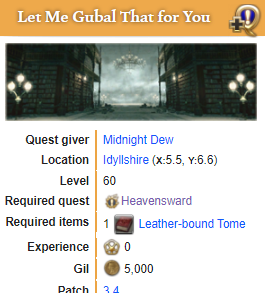 Let Me Gubal That for You
Quest giver Midnight Dew
Location Idyllshire (X:5.5, Y:6.6)
Level 60
Required quest Heavensward
Required items 1 Leather-bound Tome
Experience 0
Gil 5,000
Patch 3.4